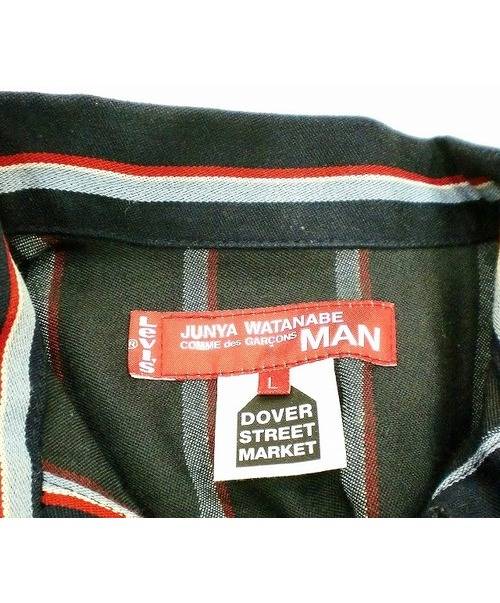 LEVI'S
®
JUNYA WATANABE
COMME des GARÇONS MAN
L
DOVER
STREET
MARKET